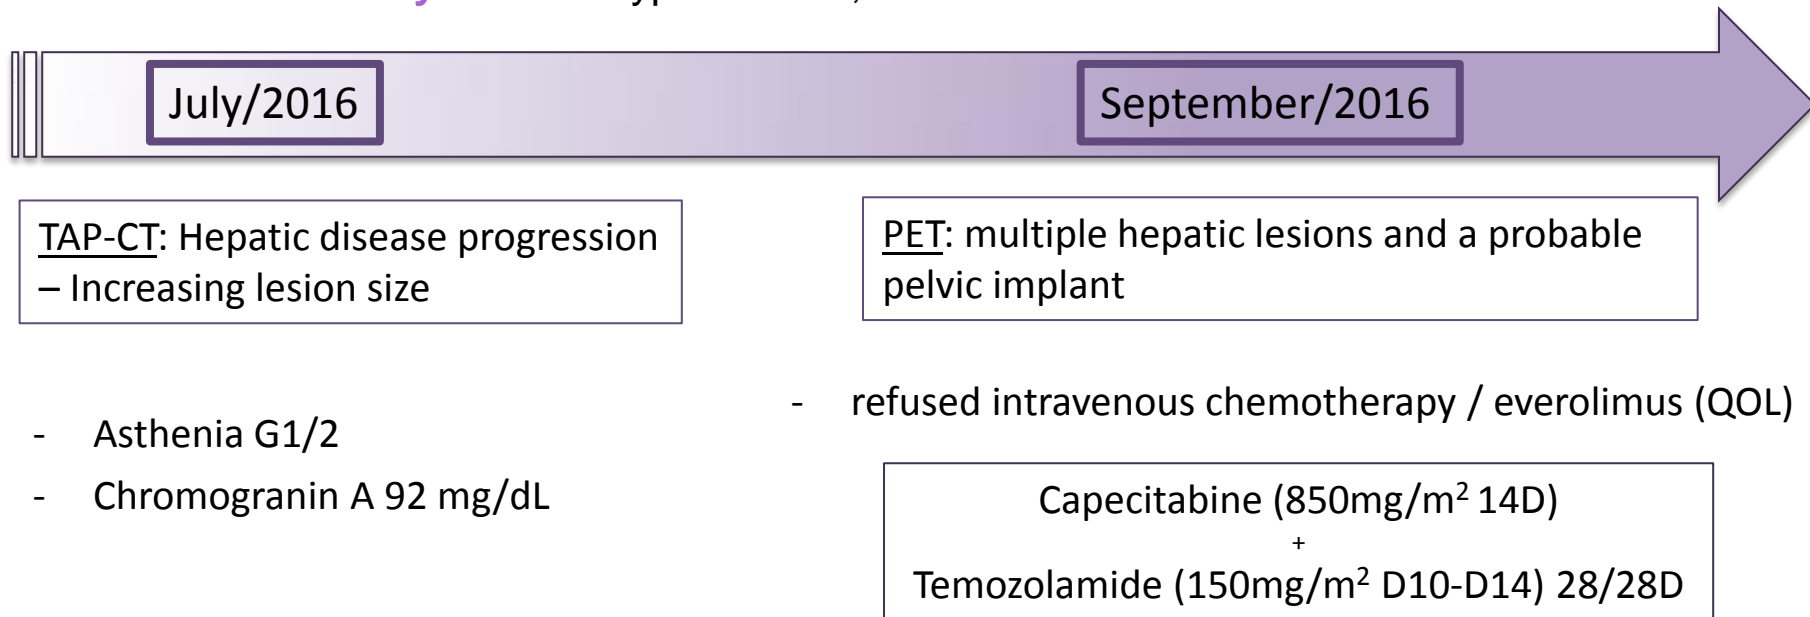 July/2016
September/2016
TAP-CT: Hepatic disease progression
– Increasing lesion size
PET: multiple hepatic lesions and a probable
pelvic implant
- Asthenia G1/2
- Chromogranin A 92 mg/dL
- refused intravenous chemotherapy / everolimus (QOL)
Capecitabine (850mg/m² 14D)
+
Temozolamide (150mg/m² D10-D14) 28/28D